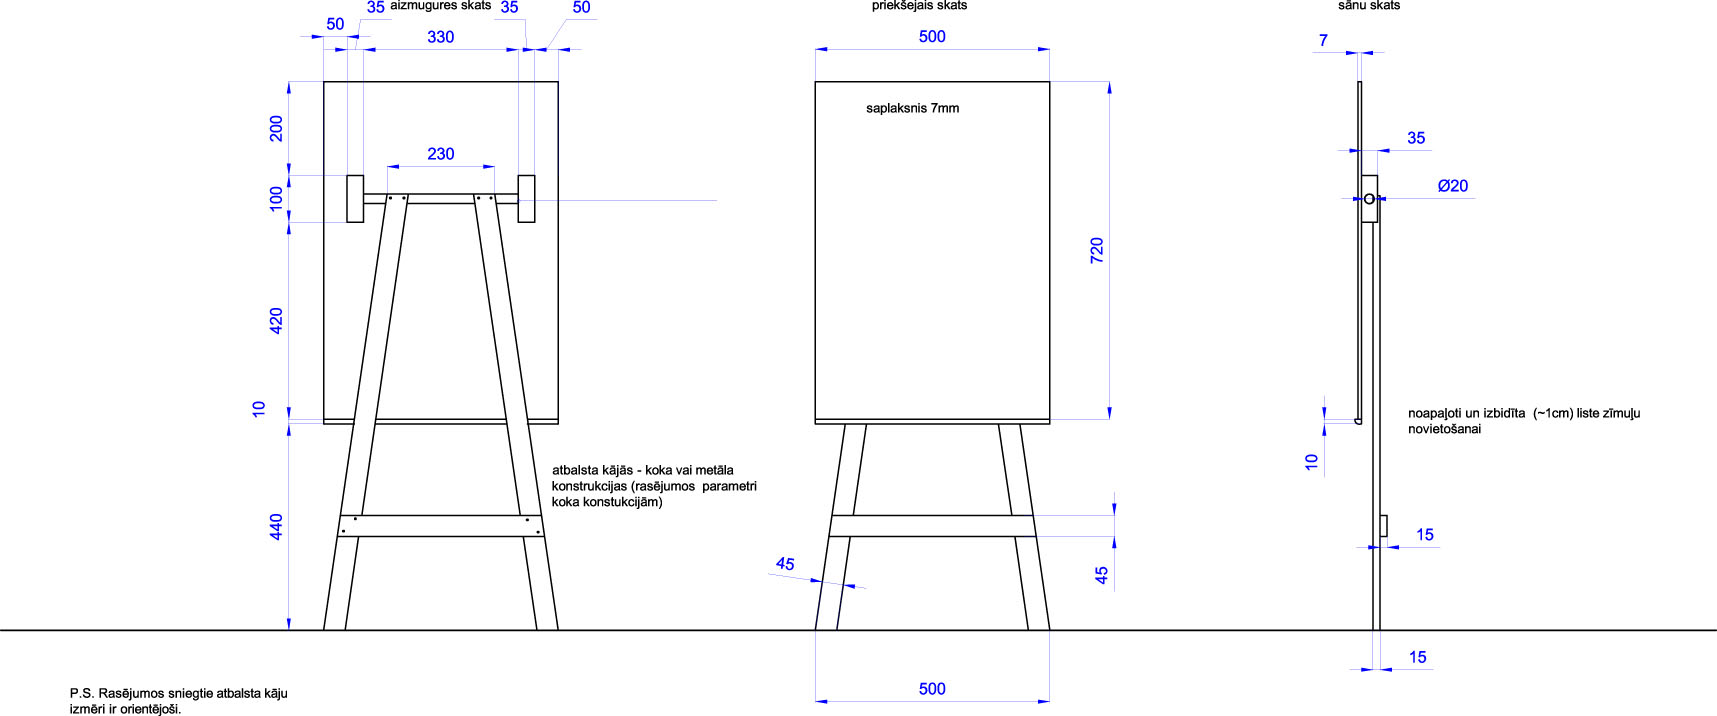 35 aizmugures skats 35 50
50
330
200
230
100
420
10
440
atbalsta kājās - koka vai metāla
konstrukcijas (rasējumos parametri
koka konstukcijām)
P.S. Rasējumos sniegtie atbalsta kāju
izmēri ir orientējoši.
priekšejais skats
500
saplaksnis 7mm
720
45
45
500
sānu skats
7
35
Ø20
noapaļoti un izbidīta (~1cm) liste zīmuļu
novietošanai
10
15
15